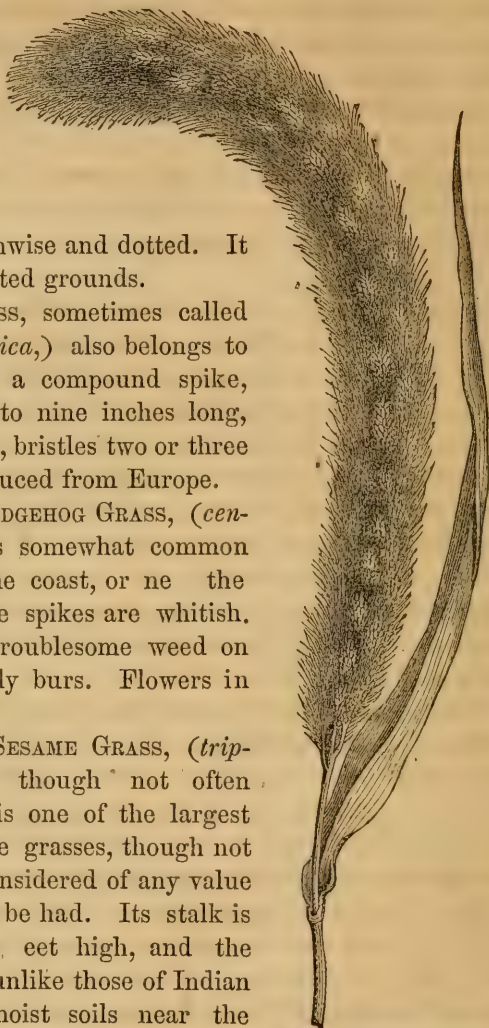 nwise and dotted. It
ted grounds.
ss, sometimes called
ica,) also belongs to
a compound spike,
to nine inches long,
, bristles two or three
uced from Europe.
DGEHOG GRASS, (cen-
s somewhat common
ne coast, or ne the
e spikes are whitish.
roublesome weed on
ly burs. Flowers in
SESAME GRASS, (trip-
though not often
is one of the largest
e grasses, though not
nsidered of any value
be had. Its stalk is
eet high, and the
unlike those of Indian
noist soils near the